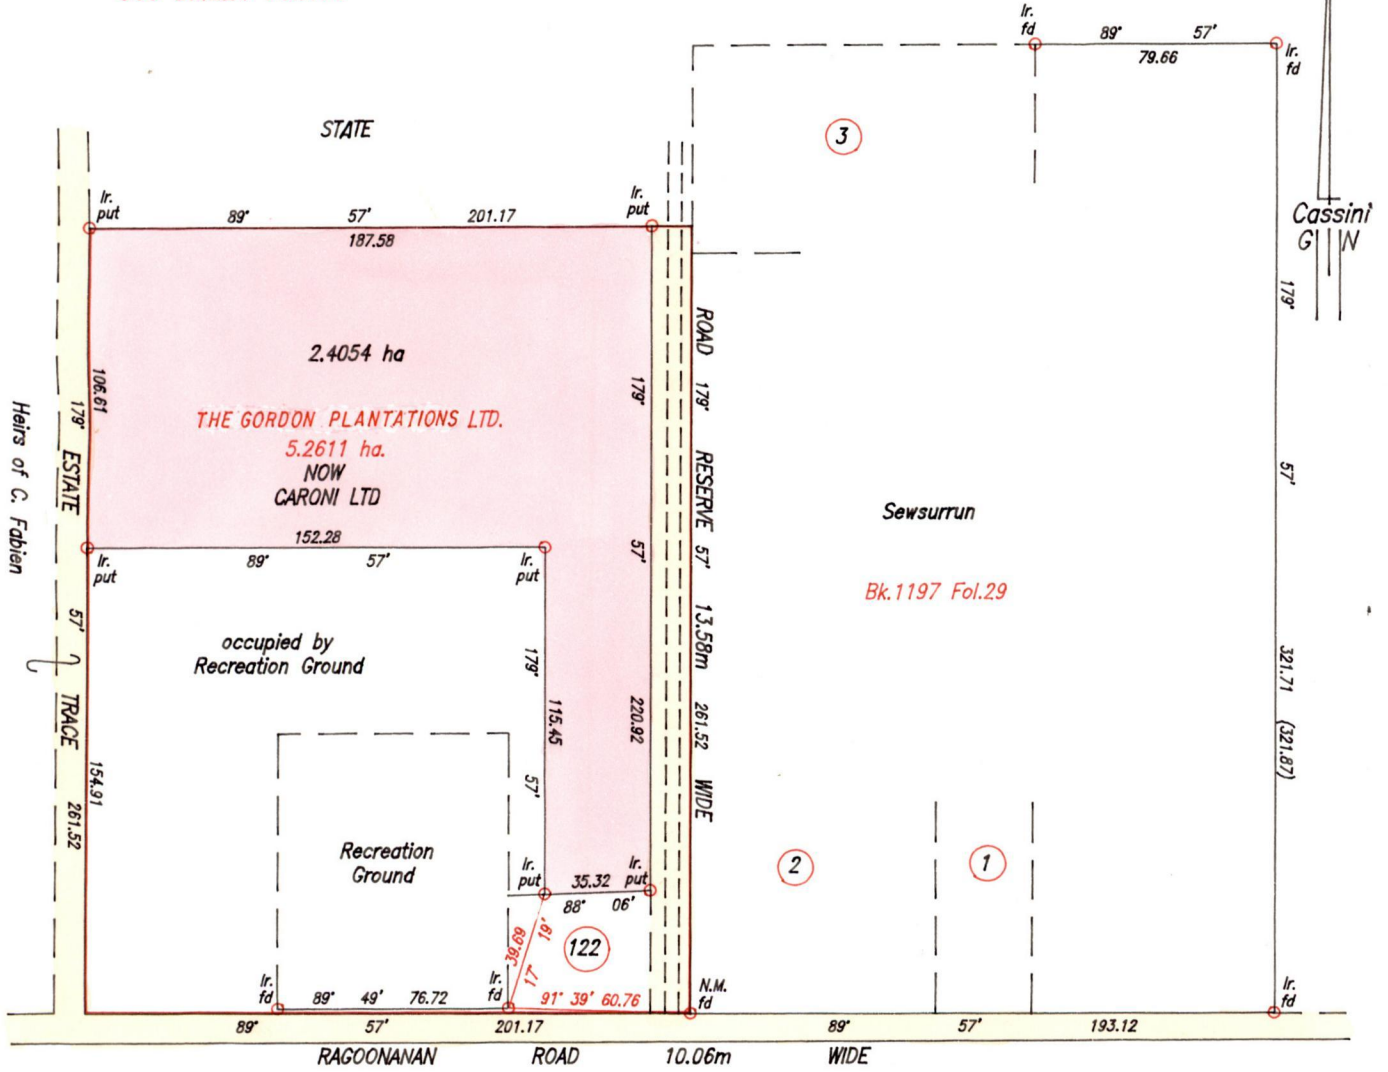 Ir.
fd
89° 57'
79.66
Ir.
fd
STATE
3
Cassini
G N
Ir.
put
89° 57' 201.17
187.58
Ir.
put
2.4054 ha
THE GORDON PLANTATIONS LTD.
5.2611 ha.
NOW
CARONI LTD
106.61
179° 57' 261.52
ESTATE TRACE
Heirs of C. Fabien
152.28
89° 57'
Ir.
put
Ir.
put
154.91
occupied by
Recreation Ground
179° 57'
115.45
179° 57'
220.92
ROAD RESERVE 13.58m WIDE
179° 57' 261.52
Sewsurrun
Bk.1197 Fol.29
179° 57' 321.71 (321.87)
Recreation
Ground
Ir.
put
35.32
88° 06'
Ir.
put
39.69
17° 19'
122
2
1
Ir.
fd
89° 49' 76.72
Ir.
fd
91° 39' 60.76
N.M.
fd
Ir.
fd
89° 57' 201.17
89° 57' 193.12
RAGOONANAN ROAD 10.06m WIDE